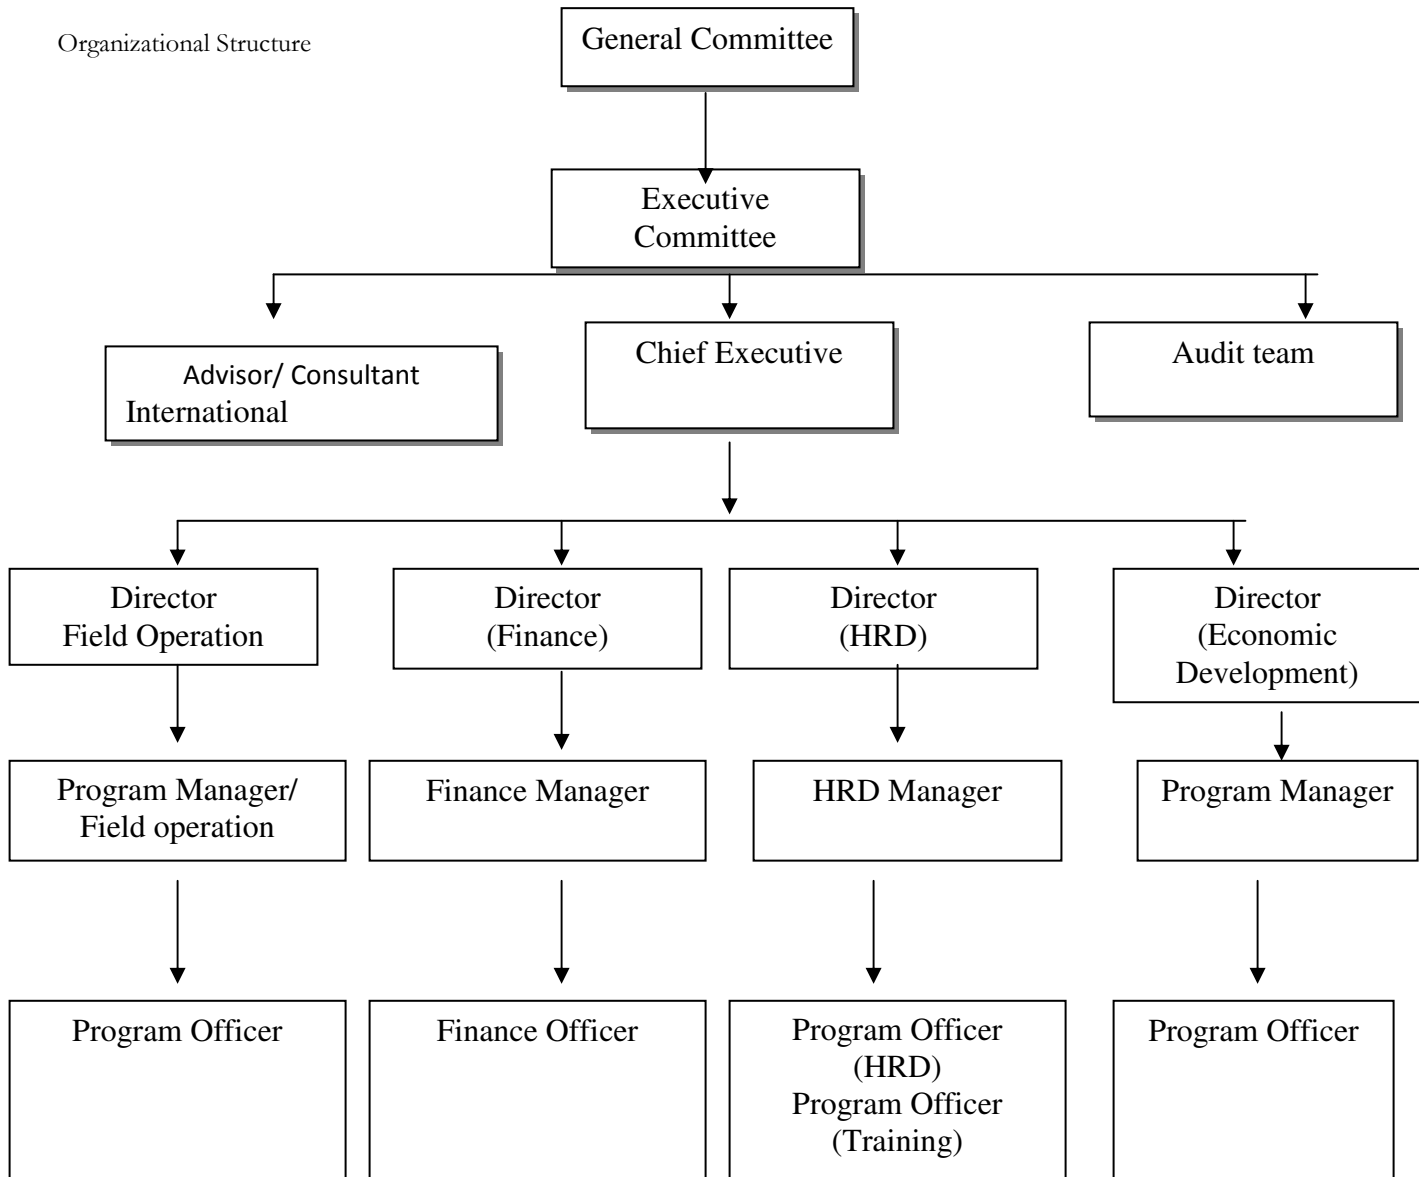 Organizational Structure
General Committee
Executive
Committee
Advisor/ Consultant
International
Chief Executive
Audit team
Director
Field Operation
Director
(Finance)
Director
(HRD)
Director
(Economic
Development)
Program Manager/
Field operation
Finance Manager
HRD Manager
Program Manager
Program Officer
Finance Officer
Program Officer
(HRD)
Program Officer
(Training)
Program Officer